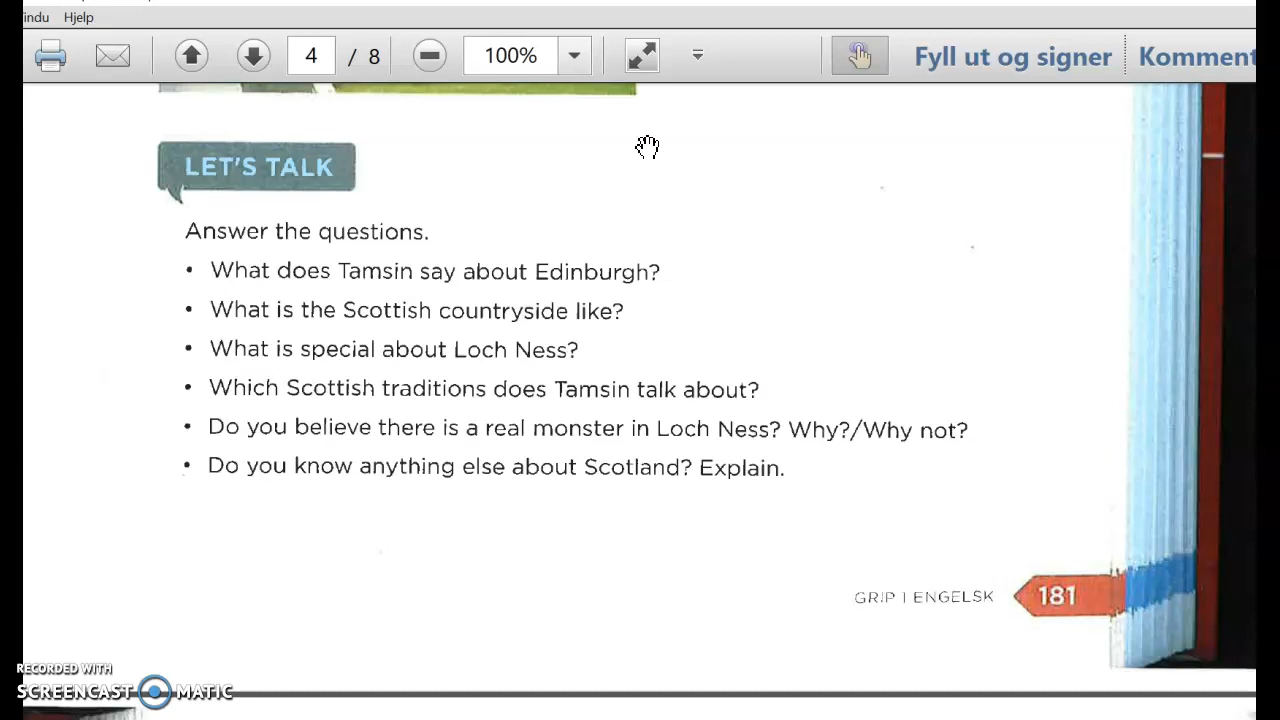 indu Hjelp
4 / 8 100% Fyll ut og signer Kommen
LET'S TALK
Answer the questions.
• What does Tamsin say about Edinburgh?
• What is the Scottish countryside like?
• What is special about Loch Ness?
• Which Scottish traditions does Tamsin talk about?
• Do you believe there is a real monster in Loch Ness? Why?/Why not?
• Do you know anything else about Scotland? Explain.
GRIP I ENGELSK 181
RECORDED WITH
SCREENCAST MATIC